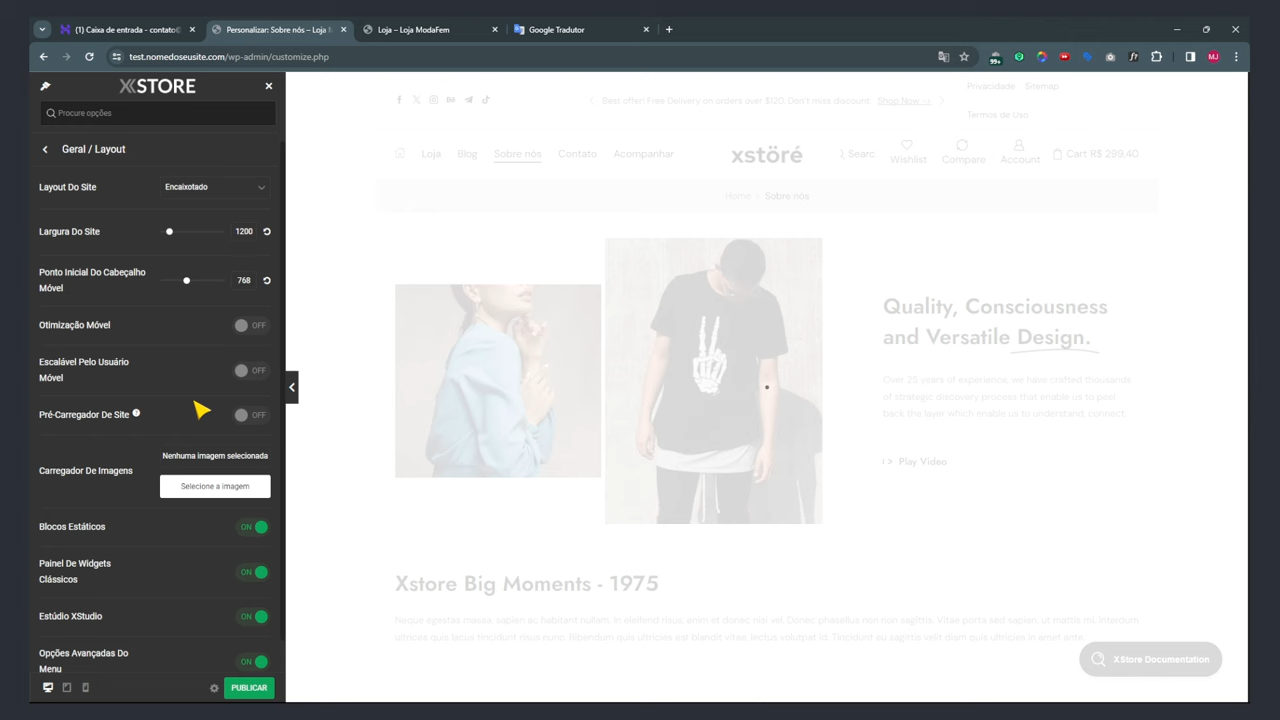 (1) Caixa de entrada – contato@
Personalizar: Sobre nós – Loja M
Loja – Loja ModaFem
Google Tradutor
test.nomedoseusite.com/wp-admin/customize.php
99+
MJ
XSTORE
Procure opções
Geral / Layout
Layout Do Site
Encaixotado
Largura Do Site
1200
Ponto Inicial Do Cabeçalho
Móvel
768
Otimização Móvel
OFF
Escalável Pelo Usuário
Móvel
OFF
Pré-Carregador De Site
OFF
Nenhuma imagem selecionada
Carregador De Imagens
Selecione a imagem
Blocos Estáticos
ON
Painel De Widgets
Clássicos
ON
Estúdio XStudio
ON
Opções Avançadas Do
Menu
ON
PUBLICAR
Best offer! Free Delivery on orders over $120. Don't miss discount.
Shop Now ->
Privacidade
Sitemap
Termos de Uso
Loja
Blog
Sobre nós
Contato
Acompanhar
xstöré
Searc
Wishlist
Compare
Account
Cart R$ 299,40
Home
Sobre nós
Quality, Consciousness
and Versatile Design.
Over 25 years of experience, we have crafted thousands
of strategic discovery process that enable us to peel
back the layer which enable us to understand, connect.
Play Video
Xstore Big Moments - 1975
Neque egestas massa, sapien ac habitant nullam. In eleifend risus, enim at donec nisi vel. Donec phasellus non non sagittis. Vitae porta sed sapien, ut mattis mi. Orci
ultricies quis lectus tincidunt risus nunc. Bibendum quis ultricies est blandit vitae, lectus volutpat id. Tincidunt sagittis velit diam quis ultricies in amet ante.
XStore Documentation